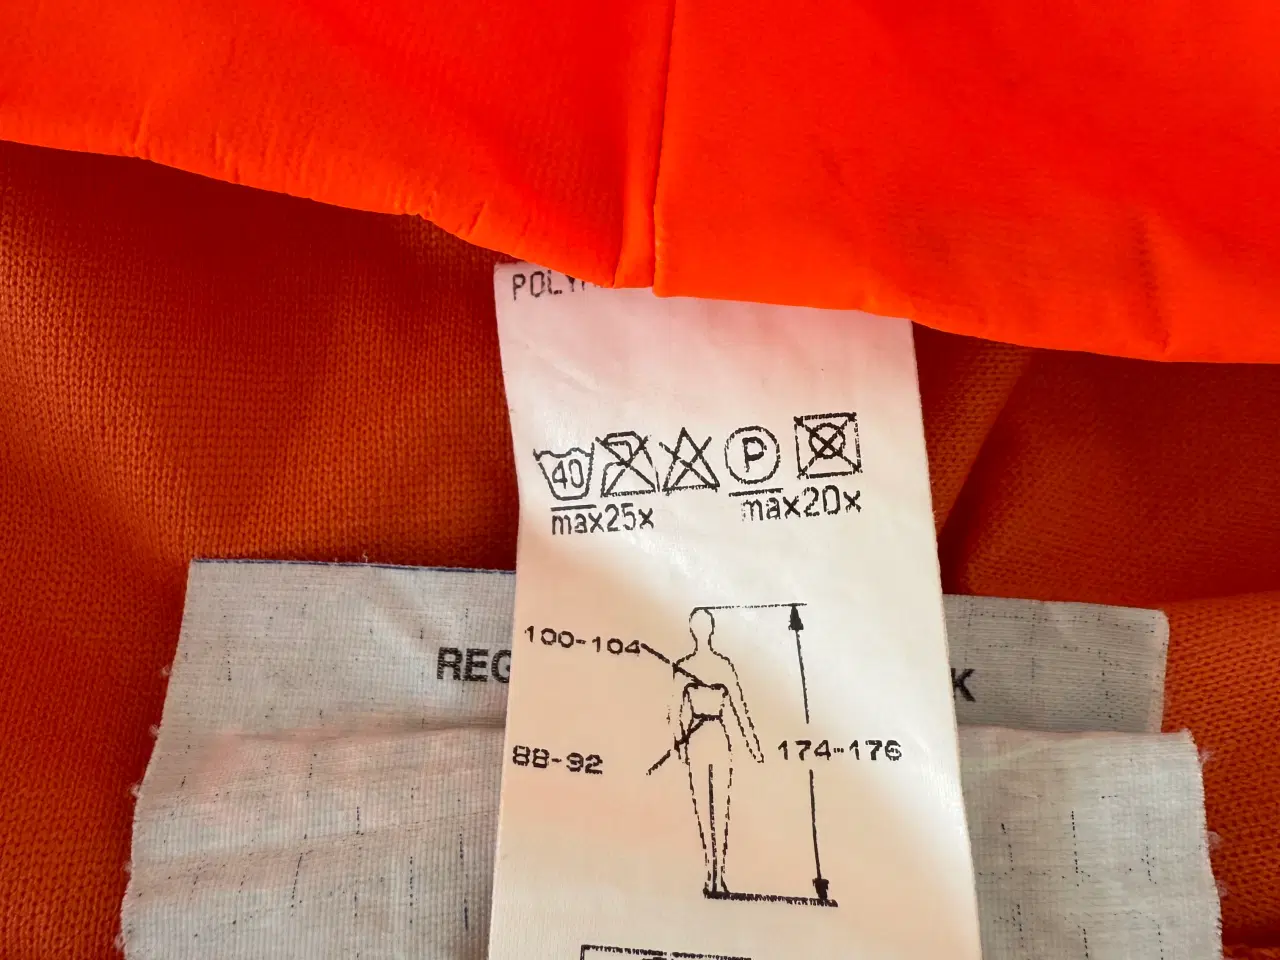 POLY
40
P
max25x
max20x
100-104
88-92
174-176
REG
K